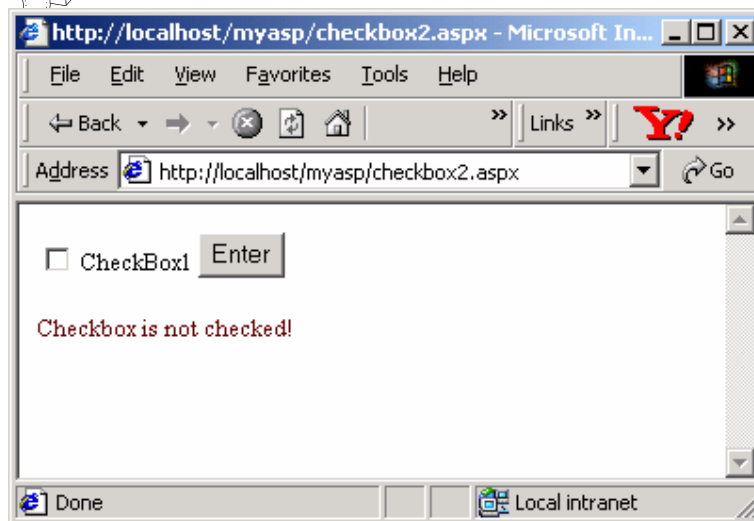 http://localhost/myasp/checkbox2.aspx - Microsoft In...
File Edit View Favorites Tools Help
Back Links Y!
Address http://localhost/myasp/checkbox2.aspx Go
CheckBox1 Enter
Checkbox is not checked!
Done Local intranet